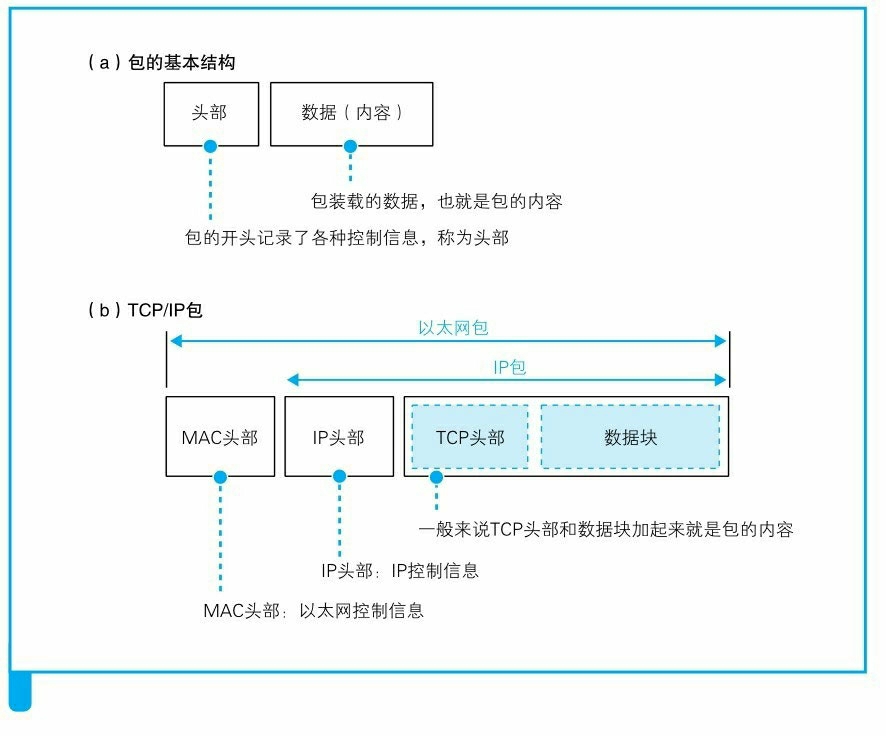 （a）包的基本结构
头部
数据（内容）
包装载的数据，也就是包的内容
包的开头记录了各种控制信息，称为头部
（b）TCP/IP包
以太网包
IP包
MAC头部
IP头部
TCP头部
数据块
一般来说TCP头部和数据块加起来就是包的内容
IP头部：IP控制信息
MAC头部：以太网控制信息